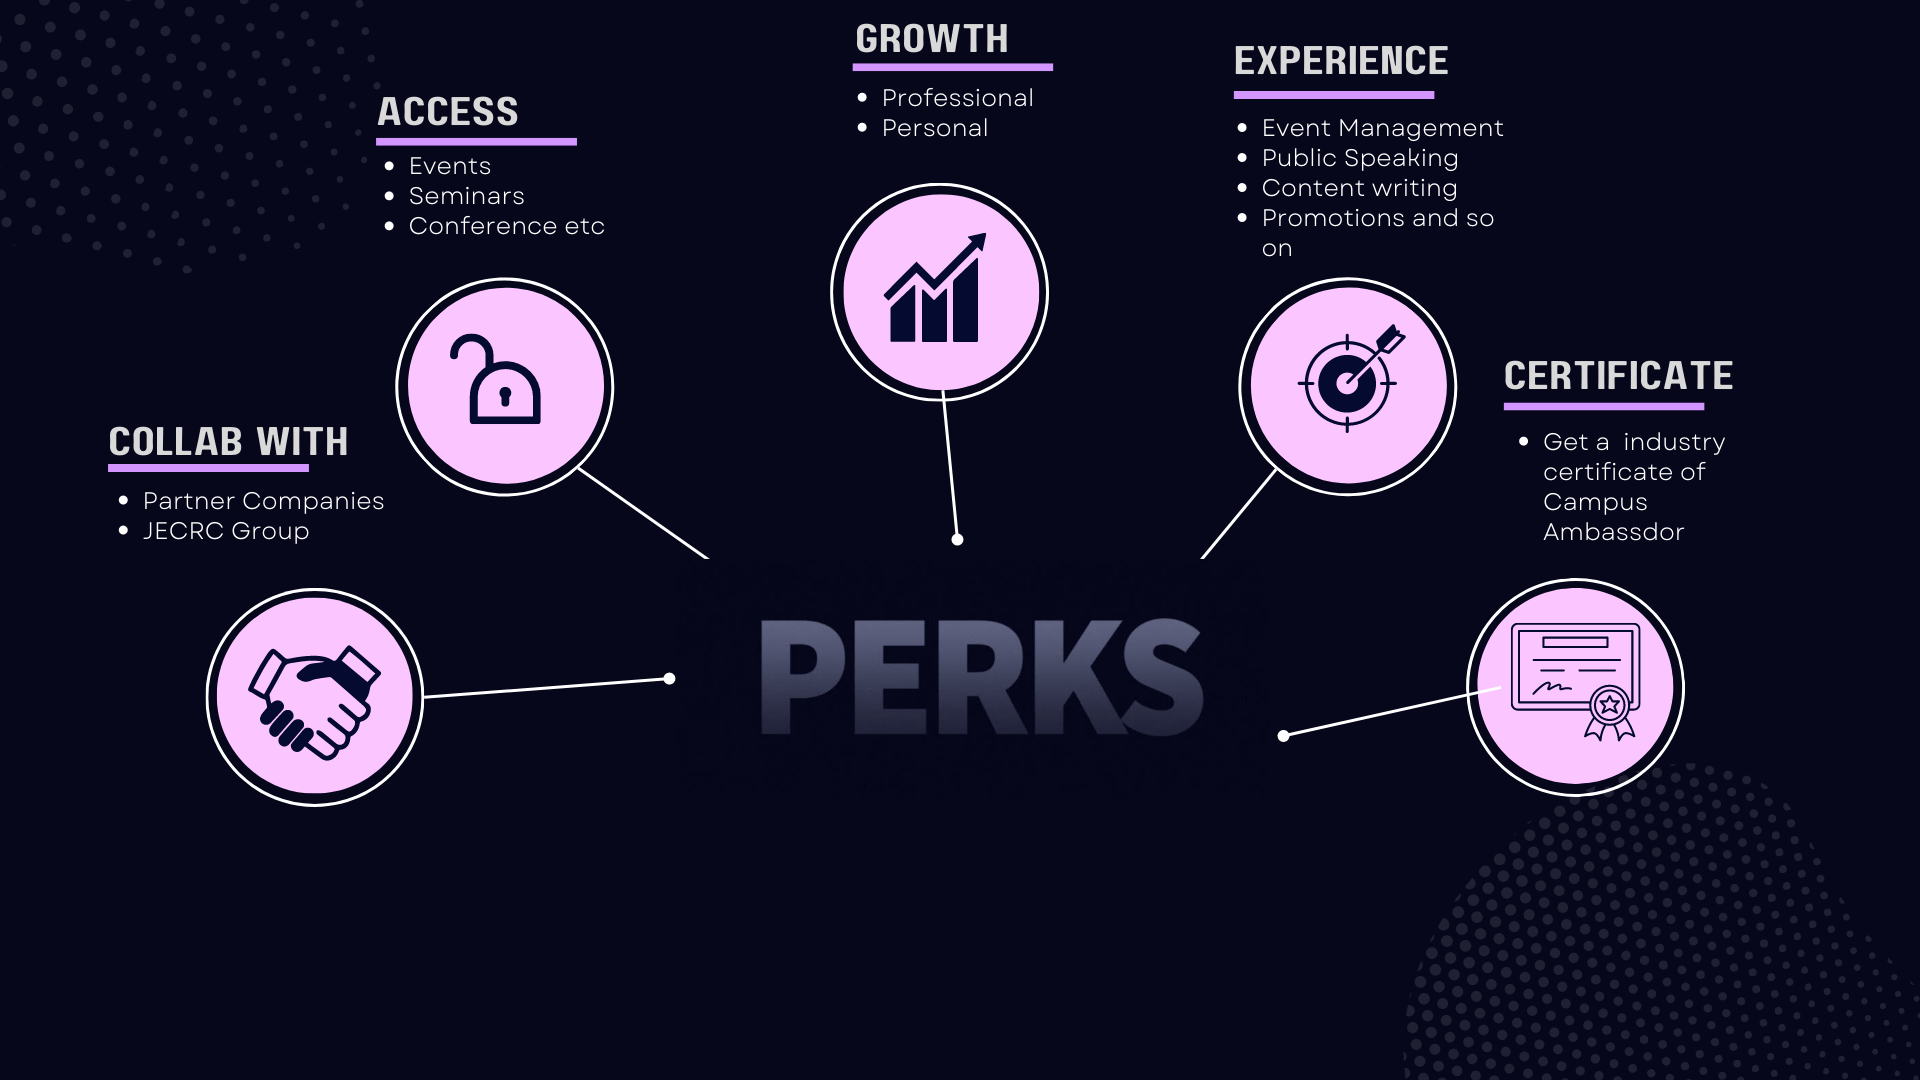 GROWTH
Professional
Personal
EXPERIENCE
Event Management
Public Speaking
Content writing
Promotions and so
on
ACCESS
Events
Seminars
Conference etc
CERTIFICATE
Get a  industry
certificate of
Campus
Ambassdor
COLLAB WITH
Partner Companies
JECRC Group
PERKS